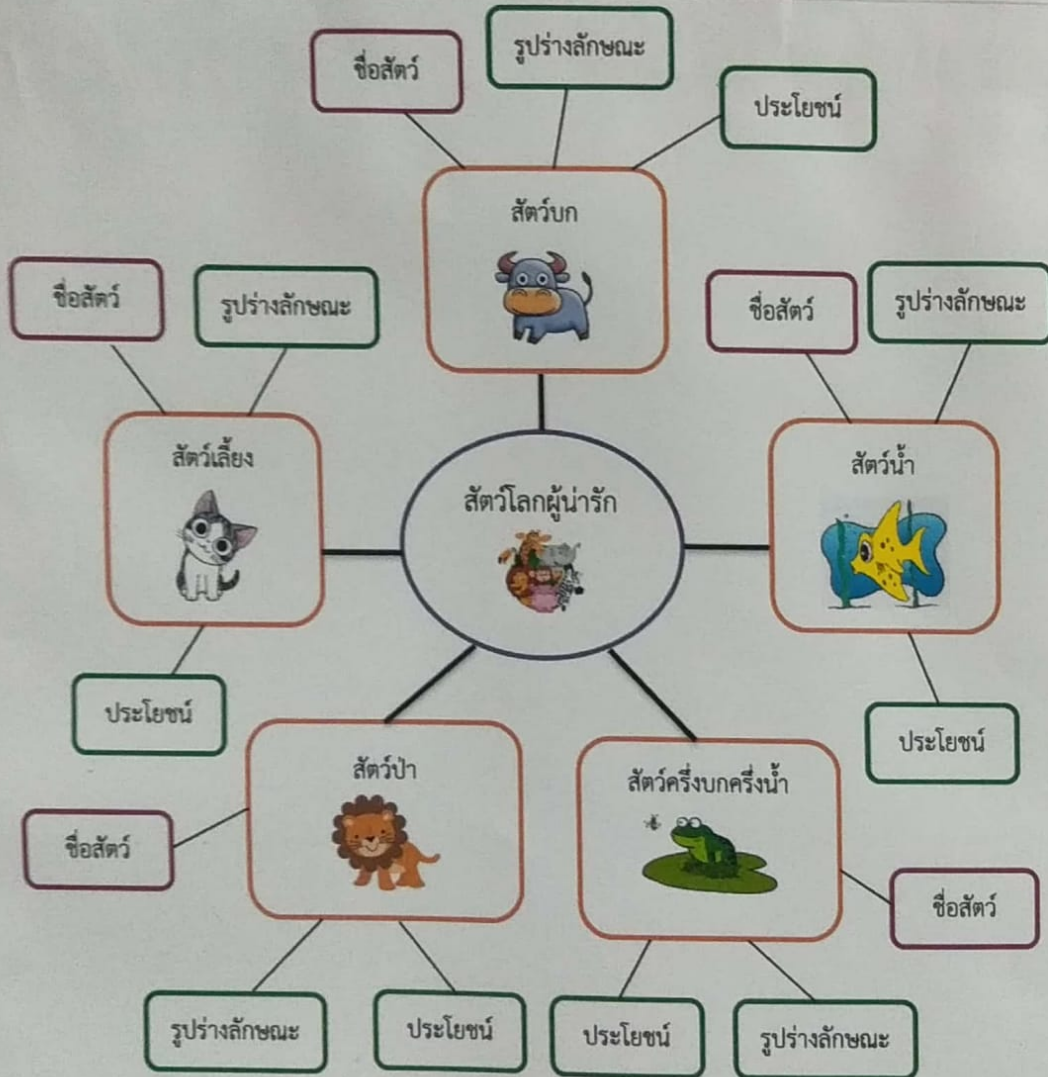 ชื่อสัตว์
รูปร่างลักษณะ
ประโยชน์
สัตว์บก
ชื่อสัตว์
รูปร่างลักษณะ
สัตว์เลี้ยง
ประโยชน์
สัตว์โลกผู้น่ารัก
ชื่อสัตว์
รูปร่างลักษณะ
สัตว์น้ำ
ประโยชน์
สัตว์ป่า
ชื่อสัตว์
รูปร่างลักษณะ
ประโยชน์
สัตว์ครึ่งบกครึ่งน้ำ
ชื่อสัตว์
ประโยชน์
รูปร่างลักษณะ